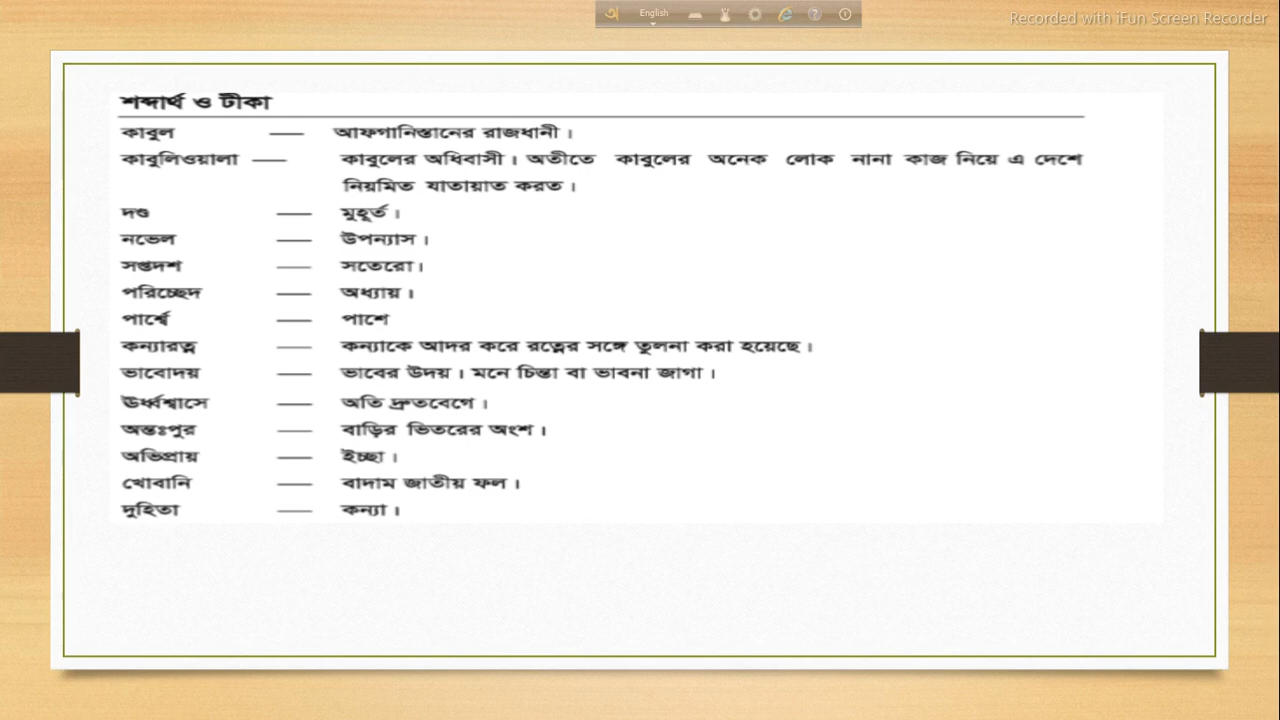 English
Recorded with iFun Screen Recorder
শব্দার্থ ও টীকা
কাবুল — আফগানিস্তানের রাজধানী।
কাবুলিওয়ালা — কাবুলের অধিবাসী। অতীতে কাবুলের অনেক লোক নানা কাজ নিয়ে এ দেশে
নিয়মিত যাতায়াত করত।
দণ্ড — মুহূর্ত।
নভেল — উপন্যাস।
সপ্তদশ — সতেরো।
পরিচ্ছেদ — অধ্যায়।
পার্শ্বে — পাশে
কন্যারত্ন — কন্যাকে আদর করে রত্নের সঙ্গে তুলনা করা হয়েছে।
ভাবোদয় — ভাবের উদয়। মনে চিন্তা বা ভাবনা জাগা।
ঊর্ধ্বশ্বাসে — অতি দ্রুতবেগে।
অন্তঃপুর — বাড়ির ভিতরের অংশ।
অভিপ্রায় — ইচ্ছা।
খোবানি — বাদাম জাতীয় ফল।
দুহিতা — কন্যা।